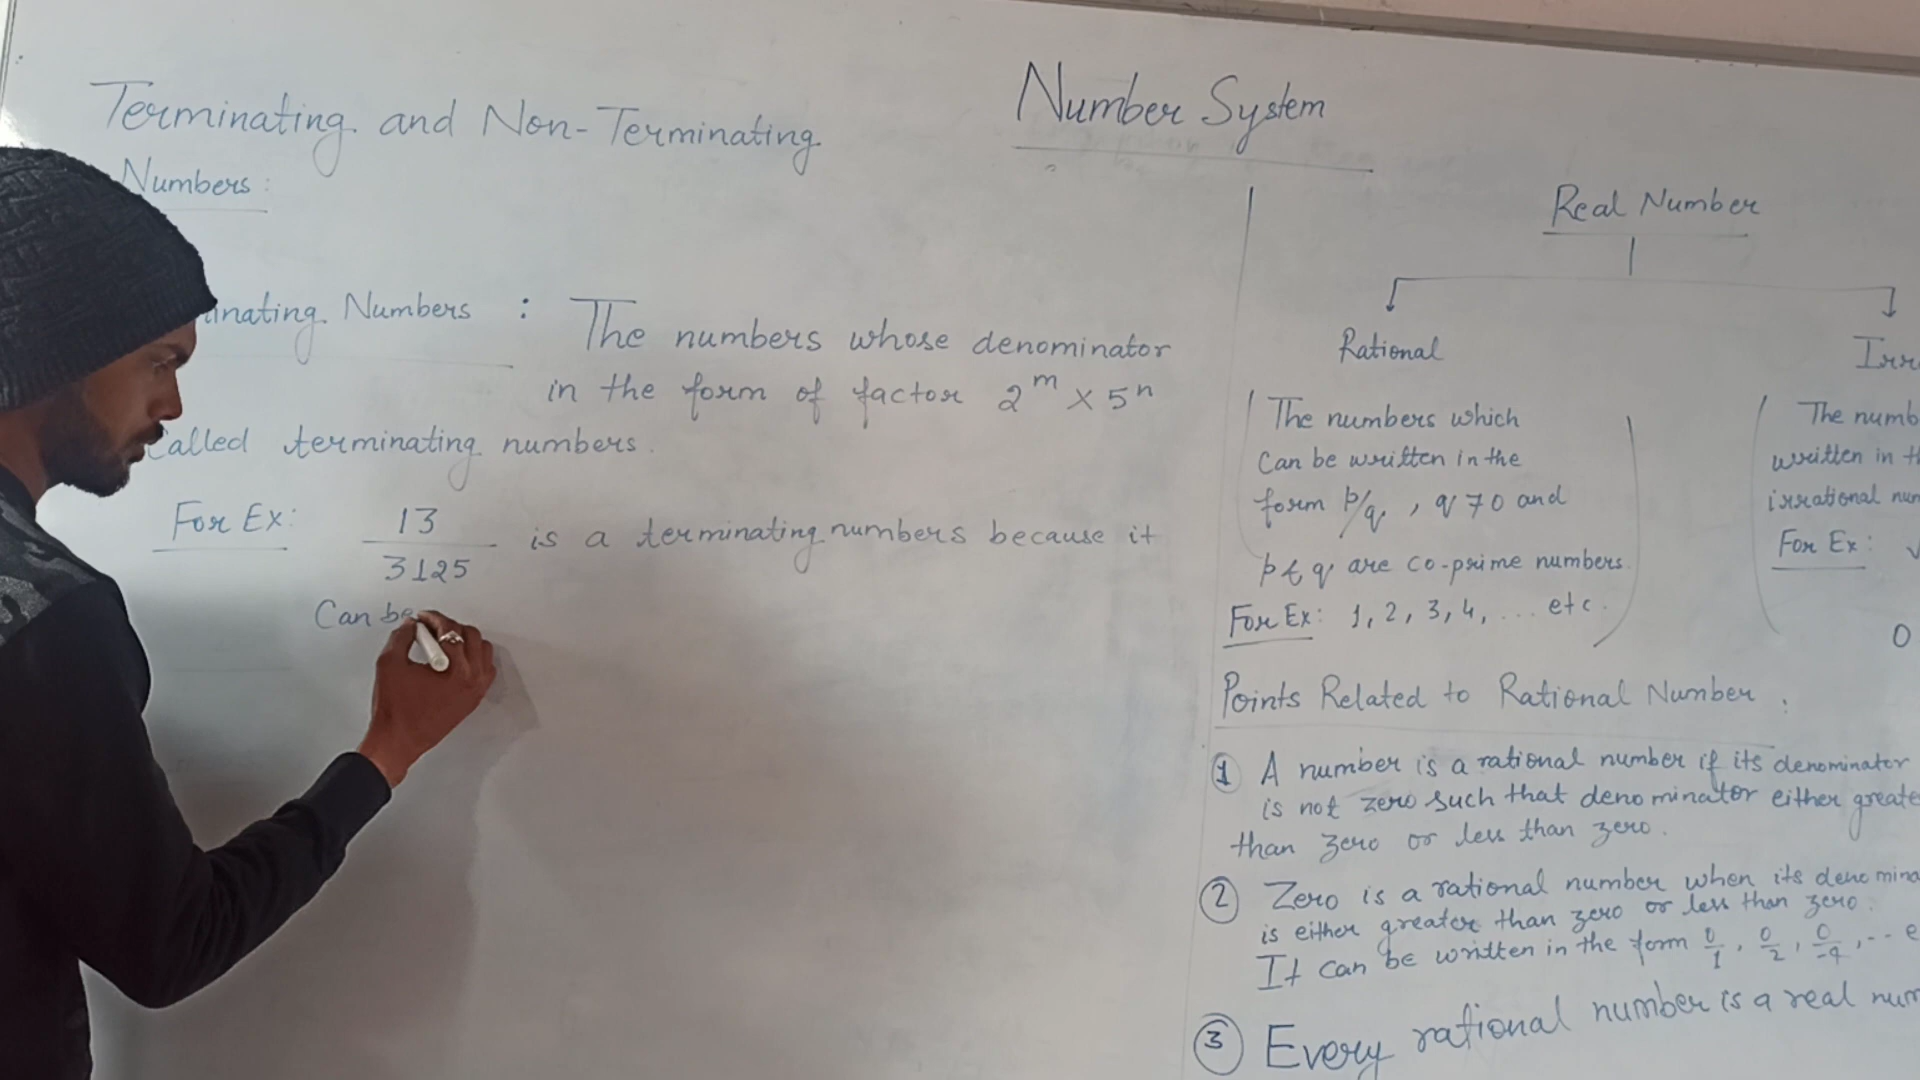 Number System
Terminating and Non-Terminating
Numbers:
inating Numbers : The numbers whose denominator
in the form of factor 2^m × 5^n
Called terminating numbers.
For Ex: 13/3125 is a terminating numbers because it
Can be
Real Number
Rational
The numbers which
Can be written in the
form p/q, q≠0 and
p & q are co-prime numbers.
For Ex: 1, 2, 3, 4, ... etc.
Irr
The numb
written in th
irrational num
For Ex: √
0
Points Related to Rational Number:
① A number is a rational number if its denominator
is not zero such that denominator either greate
than zero or less than zero.
② Zero is a rational number when its denomina
is either greater than zero or less than zero.
It can be written in the form 0/1, 0/2, 0/-9, -- e
③ Every rational number is a real num